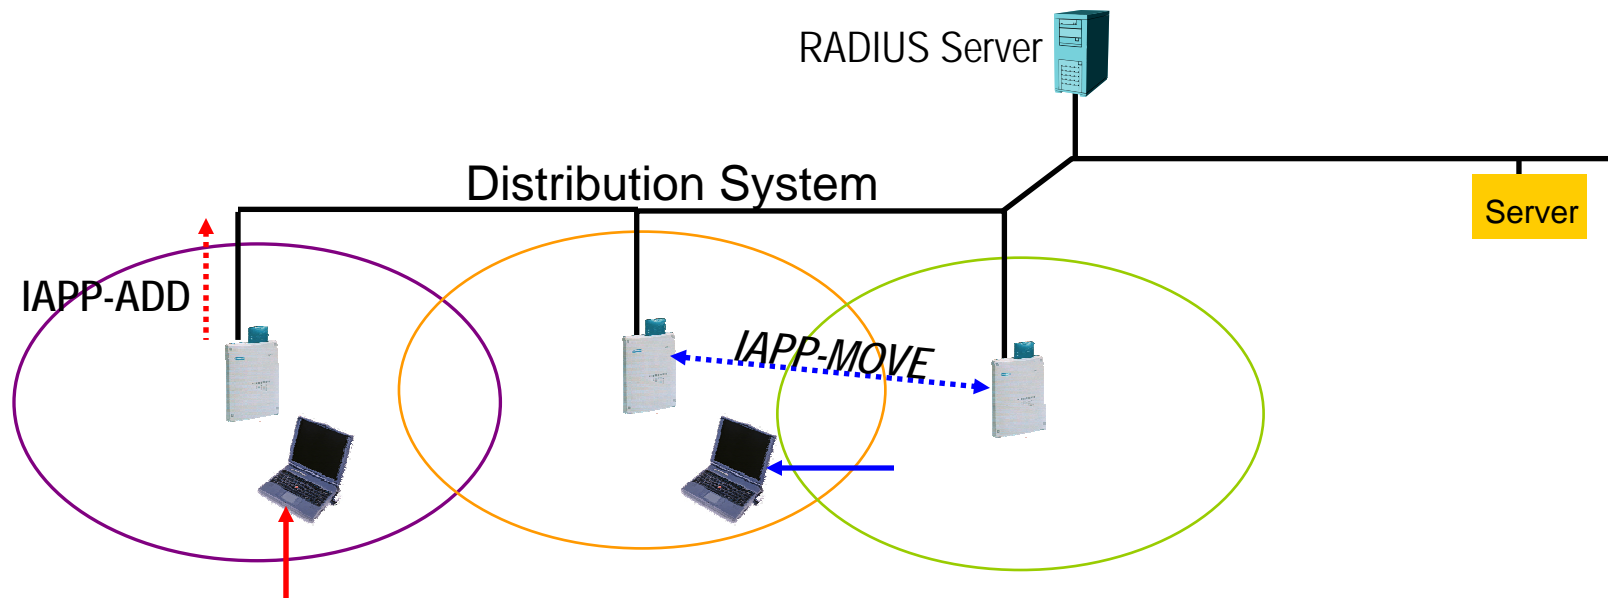 RADIUS Server
Distribution System
Server
IAPP-ADD
IAPP-MOVE